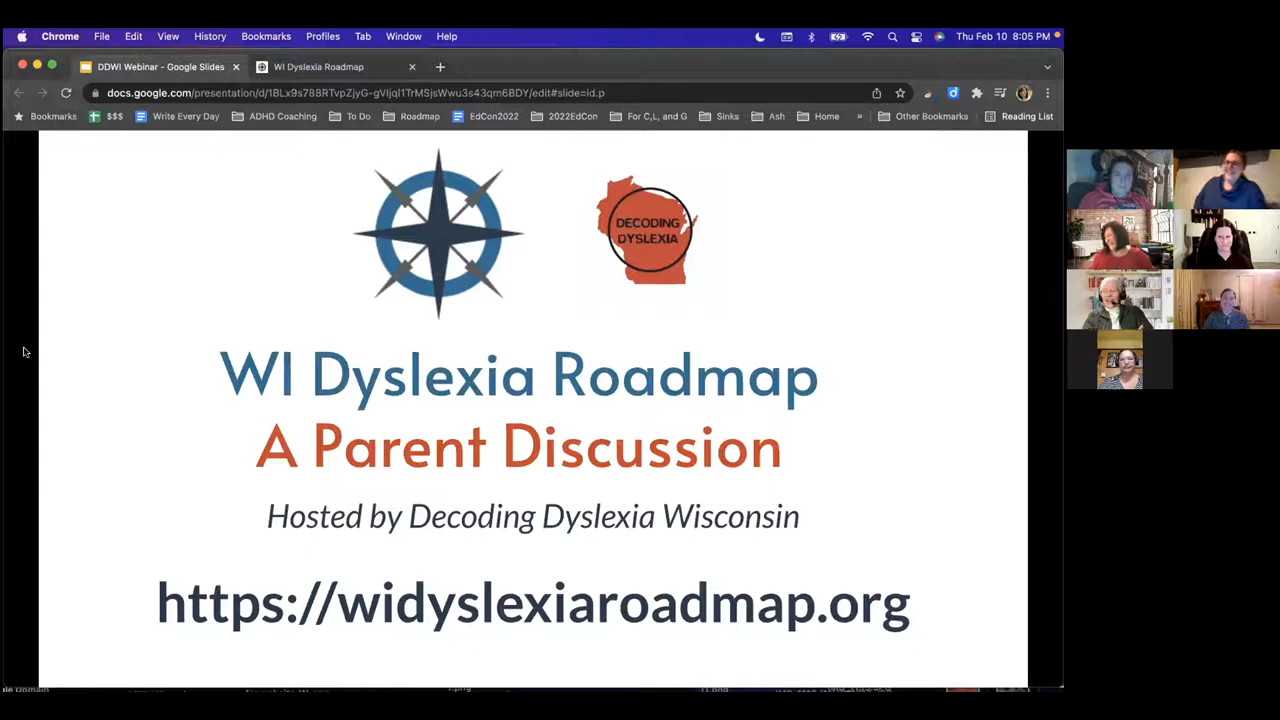 Chrome File Edit View History Bookmarks Profiles Tab Window Help Thu Feb 10 8:05 PM
DDWI Webinar - Google Slides WI Dyslexia Roadmap
docs.google.com/presentation/d/1BLx9s788RTvpZjyG-gVIjql1TrMSjsWwu3s43qm6BDY/edit#slide=id.p
Bookmarks $$$ Write Every Day ADHD Coaching To Do Roadmap EdCon2022 2022EdCon For C,L, and G Sinks Ash Home » Other Bookmarks Reading List
DECODING
DYSLEXIA
WI Dyslexia Roadmap
A Parent Discussion
Hosted by Decoding Dyslexia Wisconsin
https://widyslexiaroadmap.org